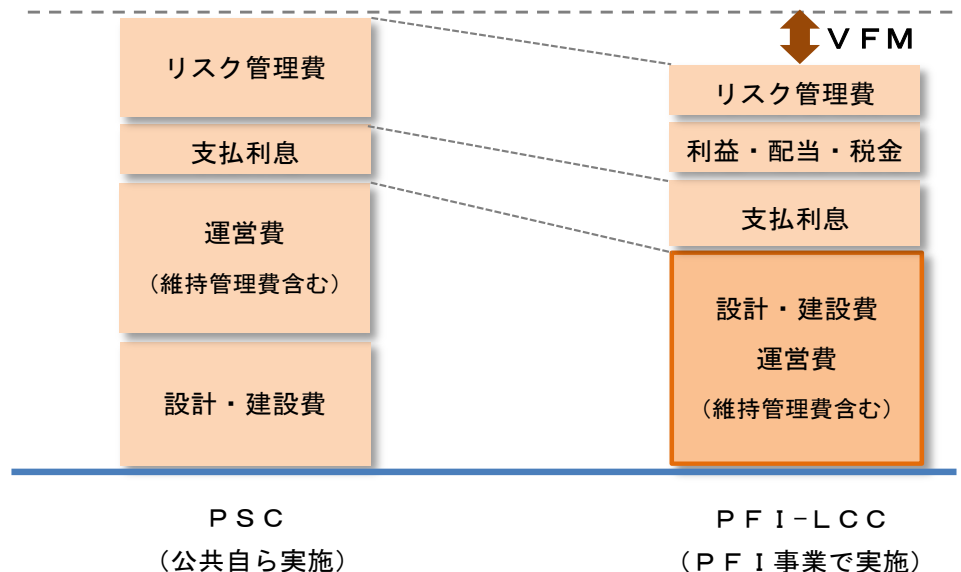 VFM
リスク管理費
支払利息
運営費
（維持管理費含む）
設計・建設費
リスク管理費
利益・配当・税金
支払利息
設計・建設費
運営費
（維持管理費含む）
ＰＳＣ
（公共自ら実施）
ＰＦＩ−ＬＣＣ
（ＰＦＩ事業で実施）